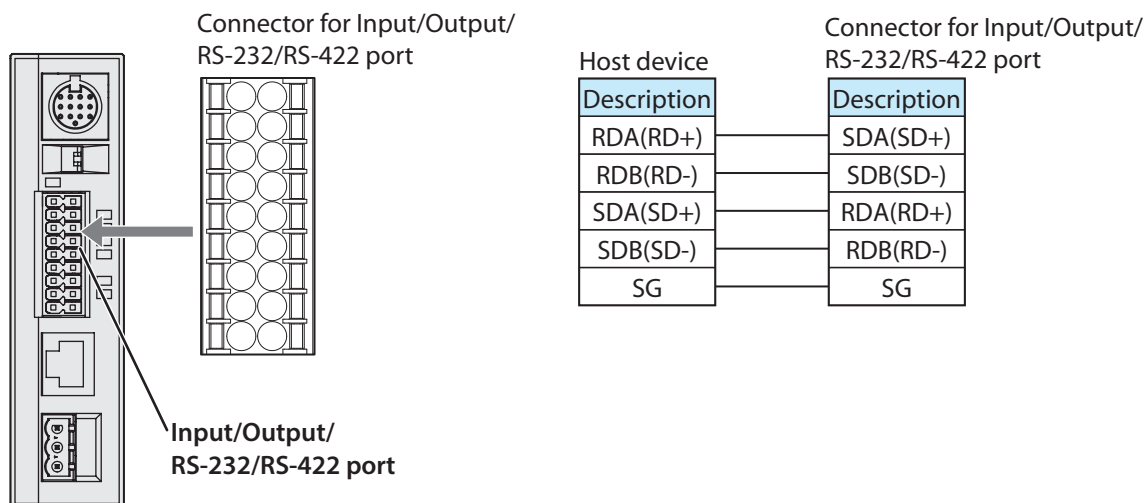 Connector for Input/Output/
RS-232/RS-422 port
Input/Output/
RS-232/RS-422 port
Host device
Connector for Input/Output/
RS-232/RS-422 port
Description Description
RDA(RD+) SDA(SD+)
RDB(RD-) SDB(SD-)
SDA(SD+) RDA(RD+)
SDB(SD-) RDB(RD-)
SG SG